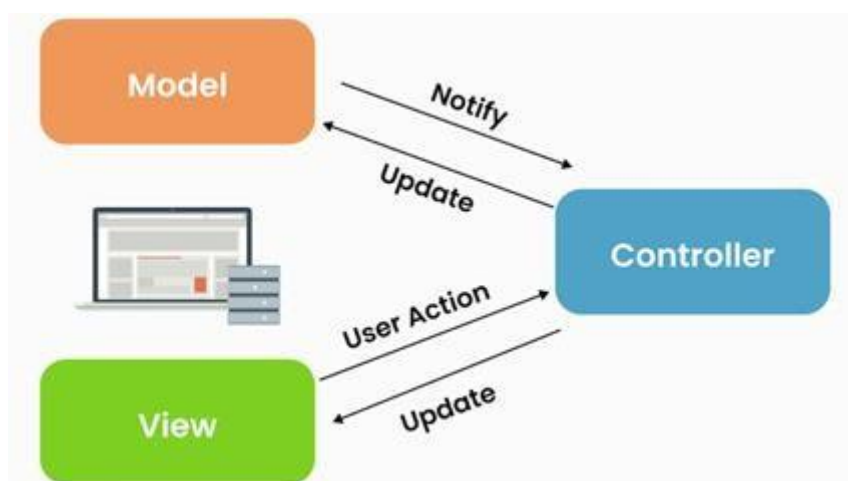 Model
Notify
Update
Controller
User Action
Update
View